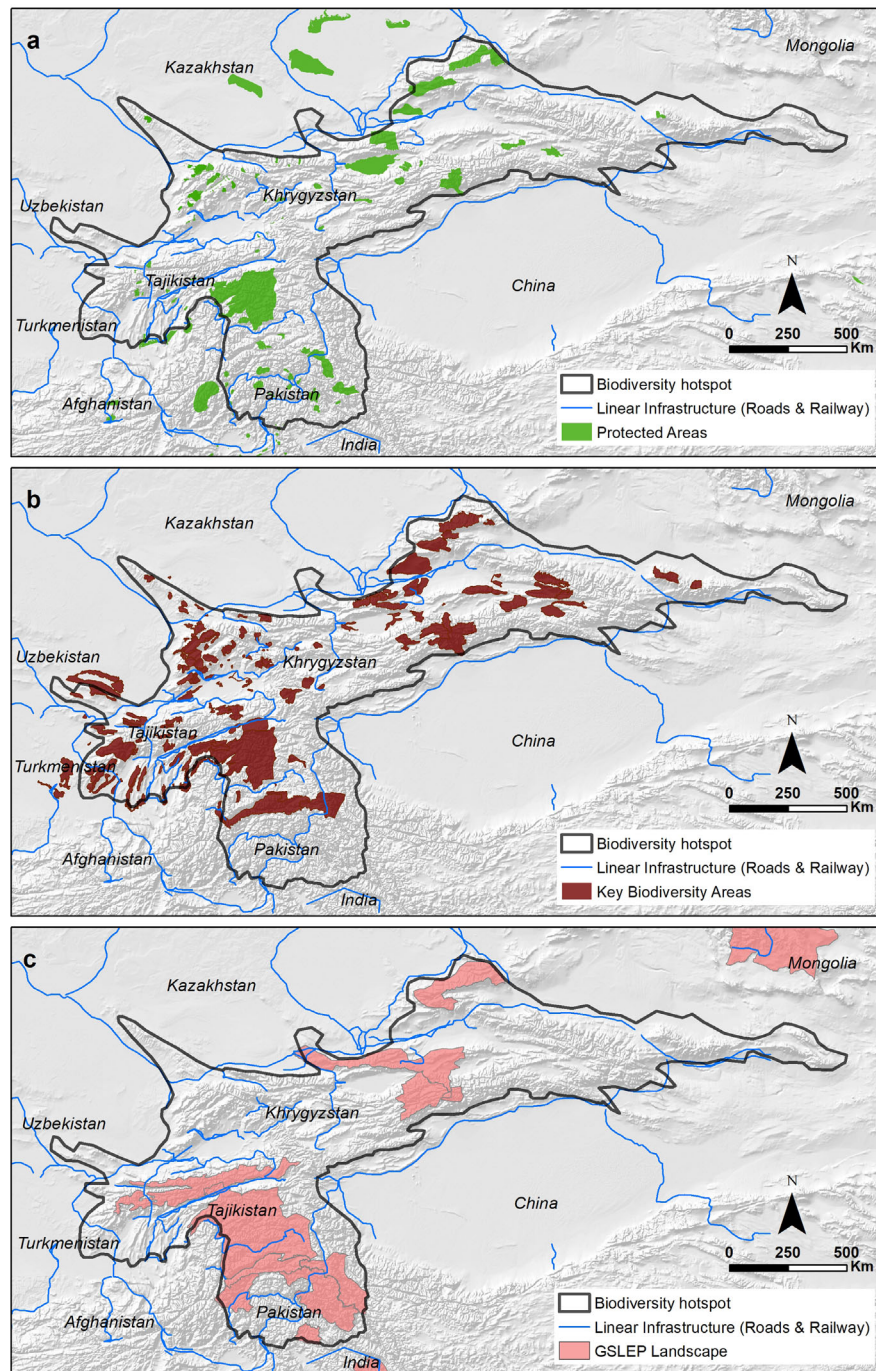 a
Mongolia
Kazakhstan
Khrygyzstan
Uzbekistan
Tajikistan
China
Turkmenistan
Afghanistan
Pakistan
India
N
0 250 500
Km
Biodiversity hotspot
Linear Infrastructure (Roads & Railway)
Protected Areas
b
Mongolia
Kazakhstan
Khrygyzstan
Uzbekistan
Tajikistan
China
Turkmenistan
Afghanistan
Pakistan
India
N
0 250 500
Km
Biodiversity hotspot
Linear Infrastructure (Roads & Railway)
Key Biodiversity Areas
c
Mongolia
Kazakhstan
Khrygyzstan
Uzbekistan
Tajikistan
China
Turkmenistan
Afghanistan
Pakistan
India
N
0 250 500
Km
Biodiversity hotspot
Linear Infrastructure (Roads & Railway)
GSLEP Landscape